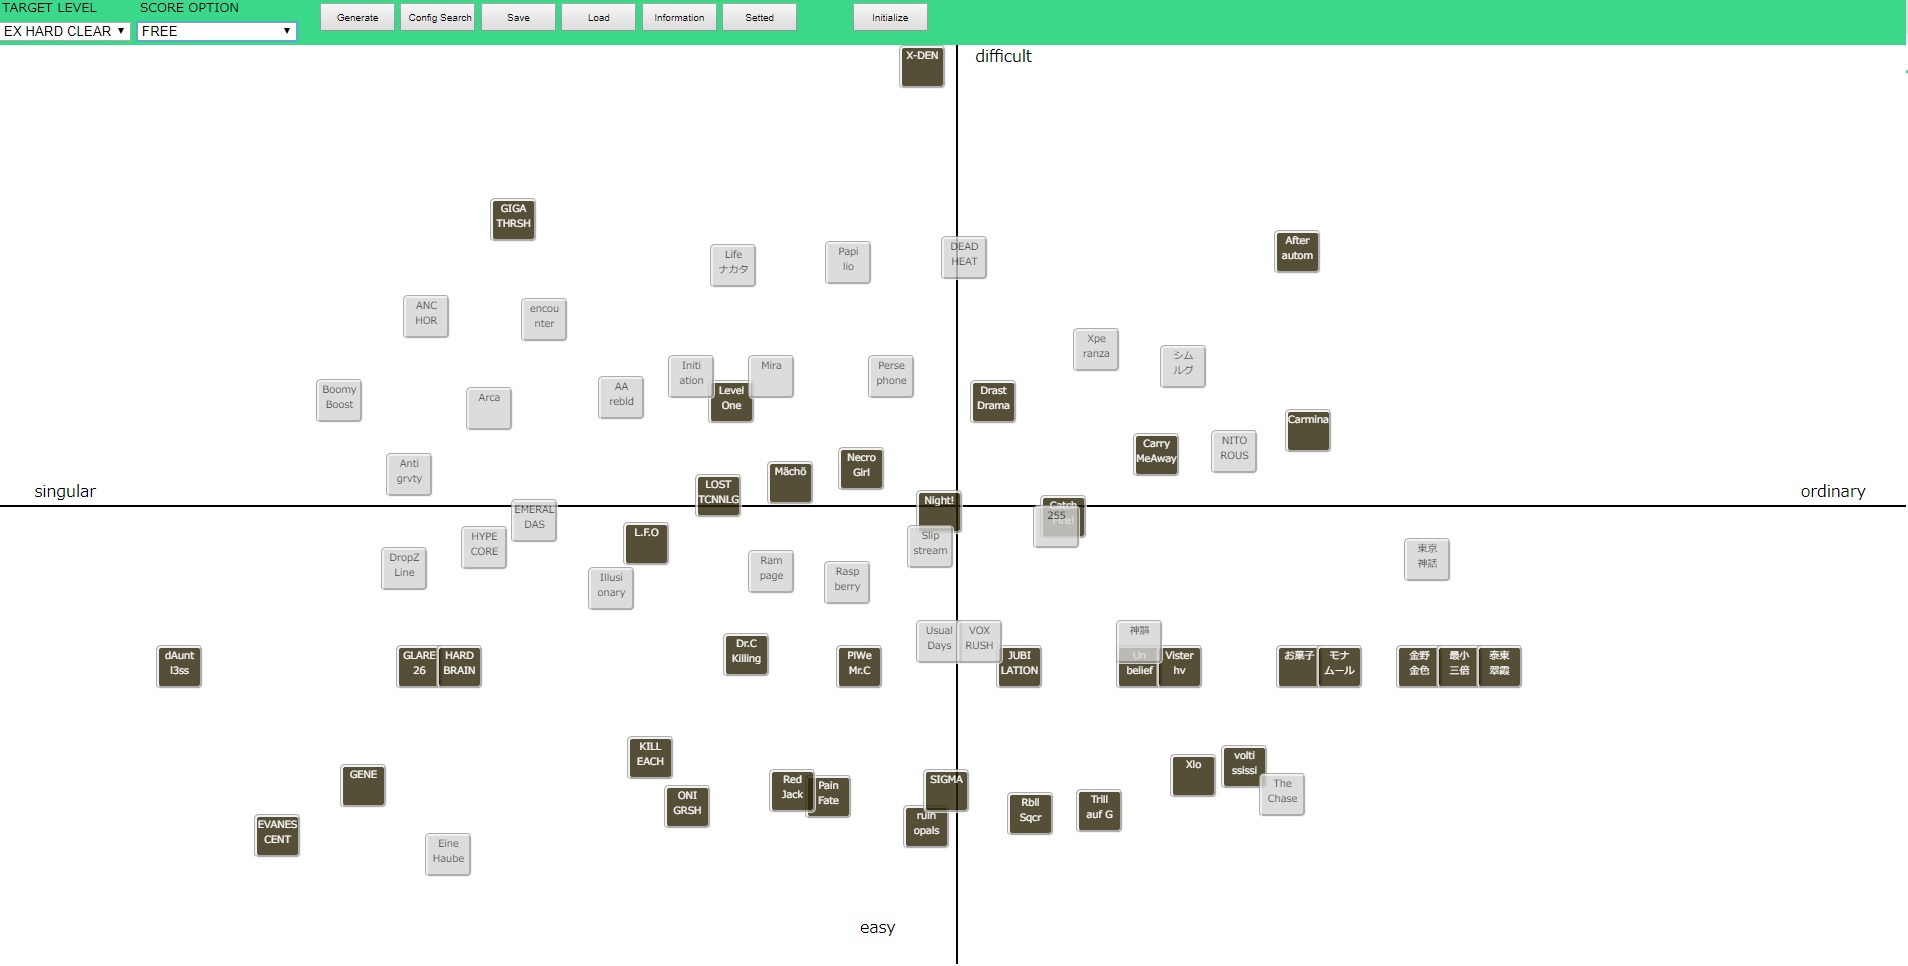 TARGET LEVEL
SCORE OPTION
EX HARD CLEAR
FREE
Generate
Config Search
Save
Load
Information
Setted
Initialize
difficult
X-DEN
GIGA
THRSH
Life
ナカタ
Papi
lio
DEAD
HEAT
After
autom
ANC
HOR
encou
nter
Xpe
ranza
シム
ルグ
Boomy
Boost
Arca
AA
rebld
Initi
ation
Level
One
Mira
Perse
phone
Drast
Drama
Carmina
Carry
MeAway
NITO
ROUS
Anti
grvty
LOST
TCNNLG
Mächö
Necro
Girl
singular
ordinary
EMERAL
DAS
Night!
Catch
Fire!
255
HYPE
CORE
L.F.O
Slip
stream
DropZ
Line
Illusi
onary
Ram
page
Rasp
berry
東京
神話
dAunt
l3ss
GLARE
26
HARD
BRAIN
Dr.C
Killing
PlWe
Mr.C
Usual
Days
VOX
RUSH
JUBI
LATION
神謳
Un
belief
Vister
hv
お菓子
モナ
ムール
金野
金色
最小
三倍
泰東
翠霞
GENE
KILL
EACH
ONI
GRSH
Red
Jack
Pain
Fate
SIGMA
ruin
opals
Rbll
Sqcr
Trill
auf G
Xlo
volti
ssissi
The
Chase
EVANES
CENT
Eine
Haube
easy